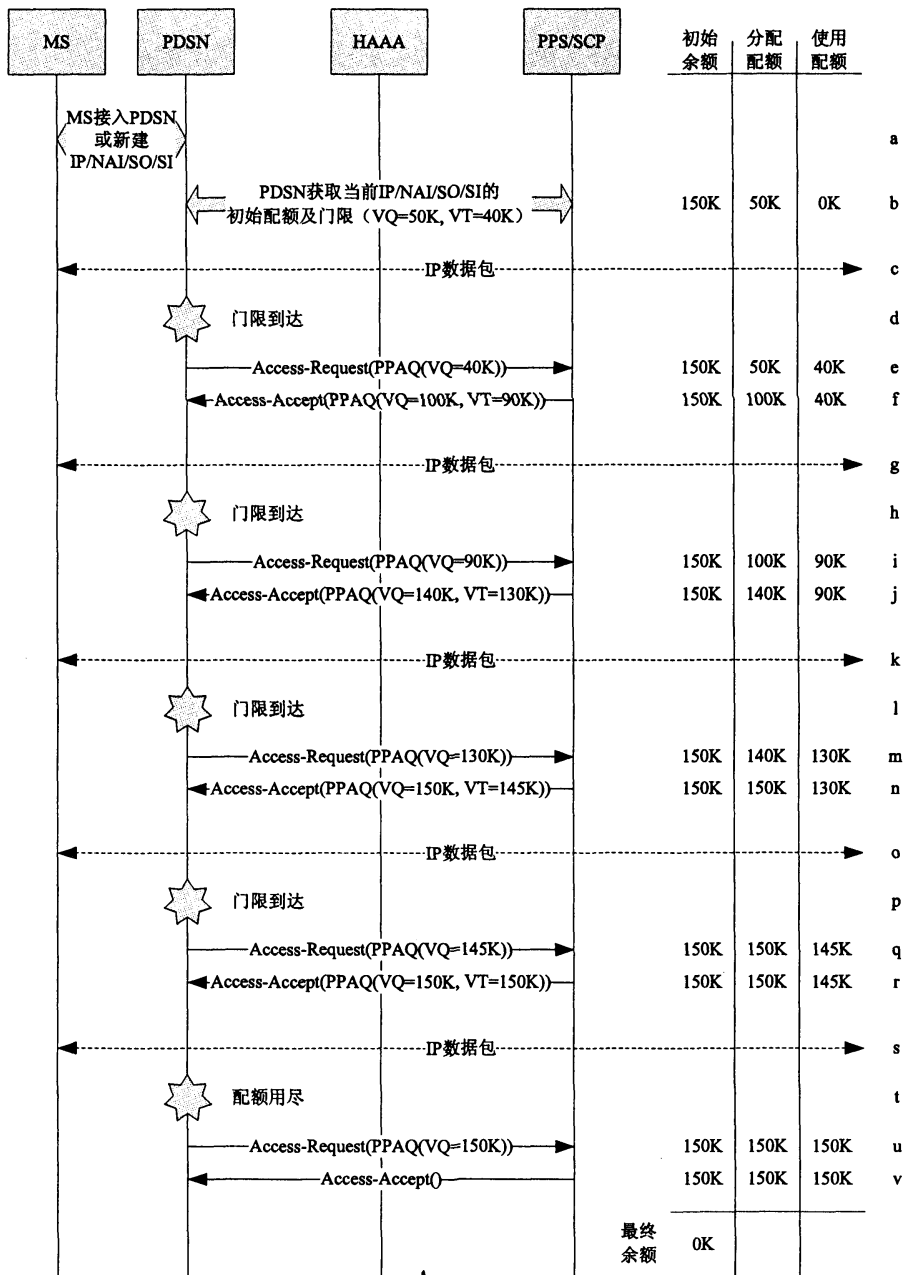 MS
PDSN
HAAA
PPS/SCP
初始
余额
分配
配额
使用
配额
MS接入PDSN
或新建
IP/NAI/SO/SI
a
PDSN获取当前IP/NAI/SO/SI的
初始配额及门限（VQ=50K, VT=40K）
150K 50K 0K b
IP数据包 c
门限到达 d
Access-Request(PPAQ(VQ=40K)) 150K 50K 40K e
Access-Accept(PPAQ(VQ=100K, VT=90K)) 150K 100K 40K f
IP数据包 g
门限到达 h
Access-Request(PPAQ(VQ=90K)) 150K 100K 90K i
Access-Accept(PPAQ(VQ=140K, VT=130K)) 150K 140K 90K j
IP数据包 k
门限到达 l
Access-Request(PPAQ(VQ=130K)) 150K 140K 130K m
Access-Accept(PPAQ(VQ=150K, VT=145K)) 150K 150K 130K n
IP数据包 o
门限到达 p
Access-Request(PPAQ(VQ=145K)) 150K 150K 145K q
Access-Accept(PPAQ(VQ=150K, VT=150K)) 150K 150K 145K r
IP数据包 s
配额用尽 t
Access-Request(PPAQ(VQ=150K)) 150K 150K 150K u
Access-Accept() 150K 150K 150K v
最终
余额
0K